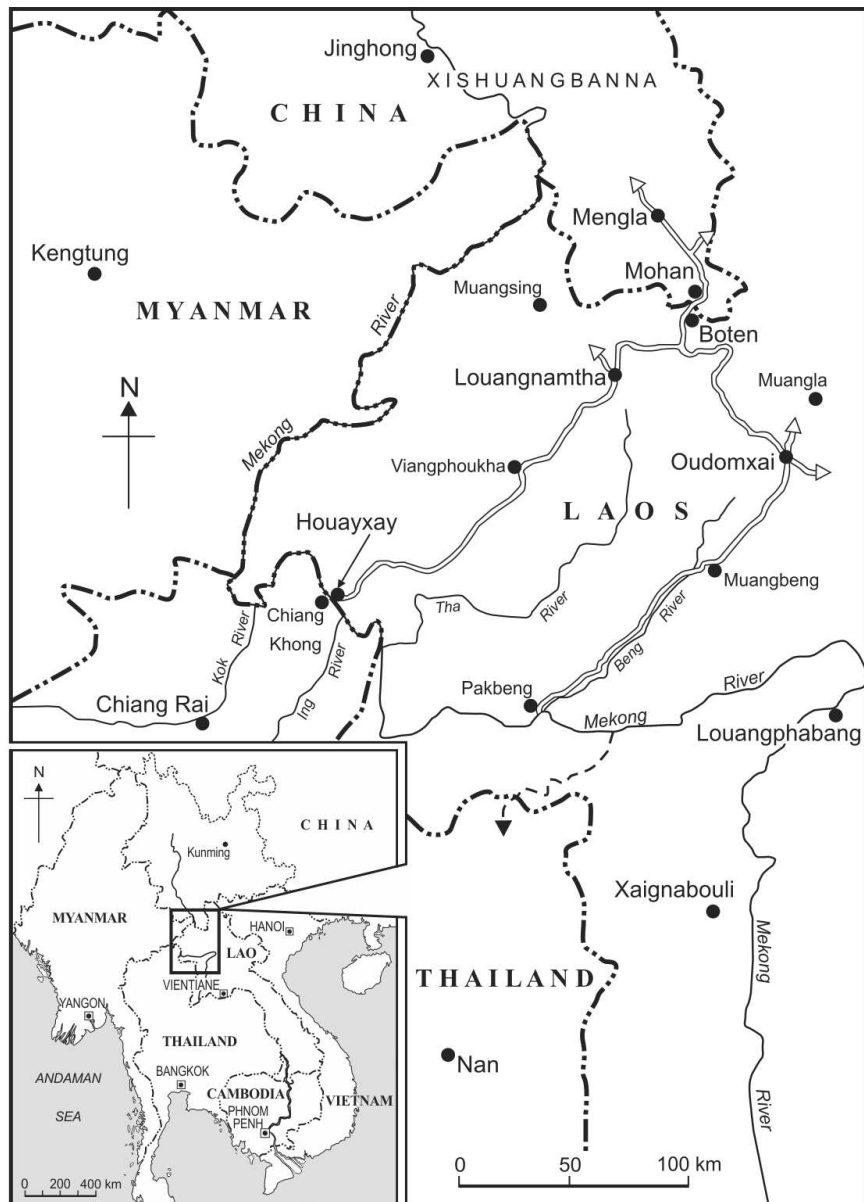 Jinghong
XISHUANGBANNA
CHINA
Mengla
Kengtung
Mohan
MYANMAR
River
Muangsing
Boten
N
Louangnamtha
Muangla
Mekong
Viangphoukha
Oudomxai
LAOS
Houayxay
Muangbeng
Chiang
Khong
Tha
River
River
Beng
Kok
River
Ing
River
Chiang Rai
Pakbeng
Mekong
River
Louangphabang
Xaignabouli
Mekong
River
THAILAND
Nan
0 50 100 km
N
CHINA
Kunming
MYANMAR
HANOI
LAO
VIENTIANE
YANGON
THAILAND
BANGKOK
ANDAMAN
SEA
CAMBODIA
PHNOM
PENH
VIETNAM
0 200 400 km